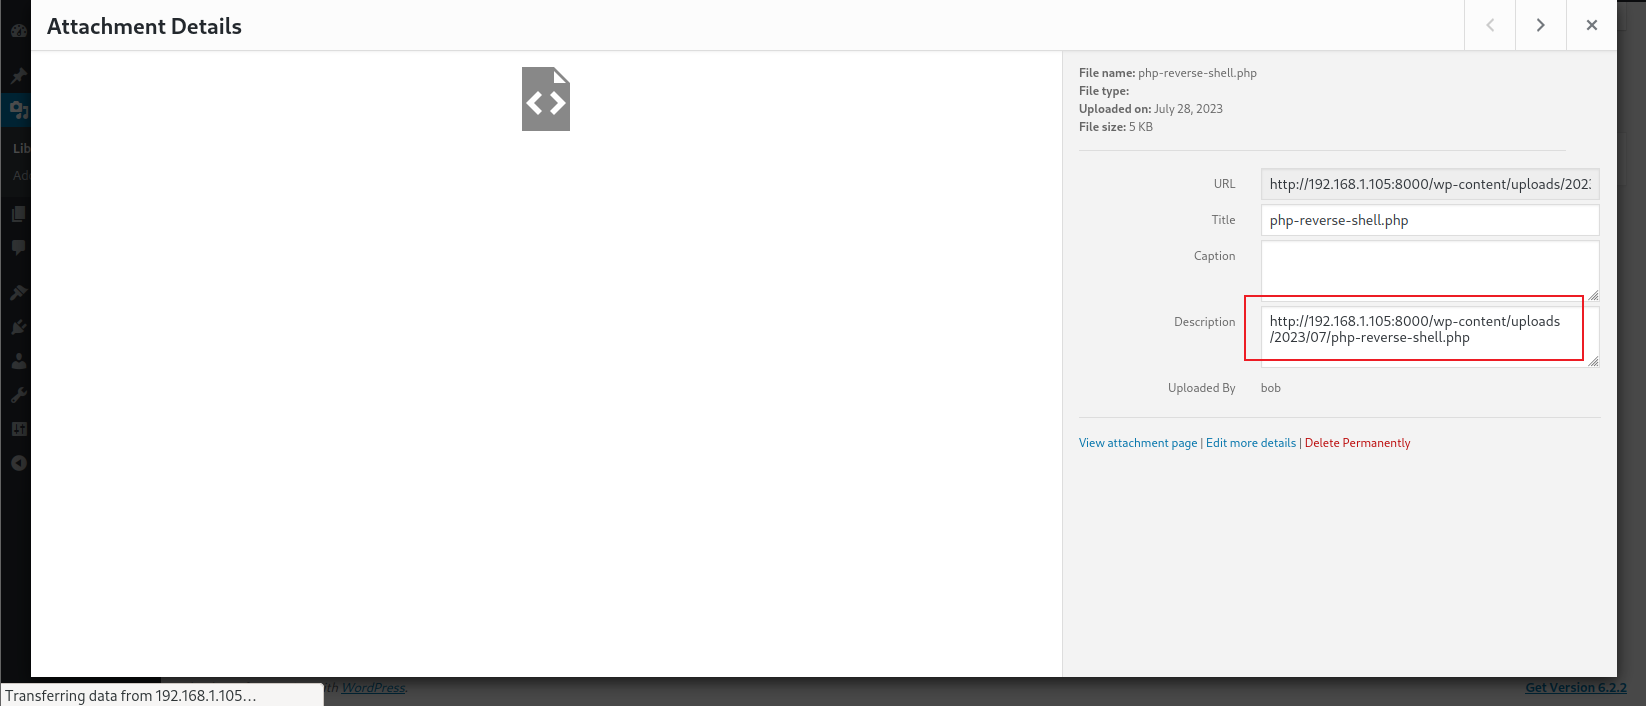 Attachment Details
File name: php-reverse-shell.php
File type:
Uploaded on: July 28, 2023
File size: 5 KB
URL
http://192.168.1.105:8000/wp-content/uploads/202
Title
php-reverse-shell.php
Caption
Description
http://192.168.1.105:8000/wp-content/uploads
/2023/07/php-reverse-shell.php
Uploaded By
bob
View attachment page | Edit more details | Delete Permanently
Lib
Ad
ith WordPress.
Get Version 6.2.2
Transferring data from 192.168.1.105...